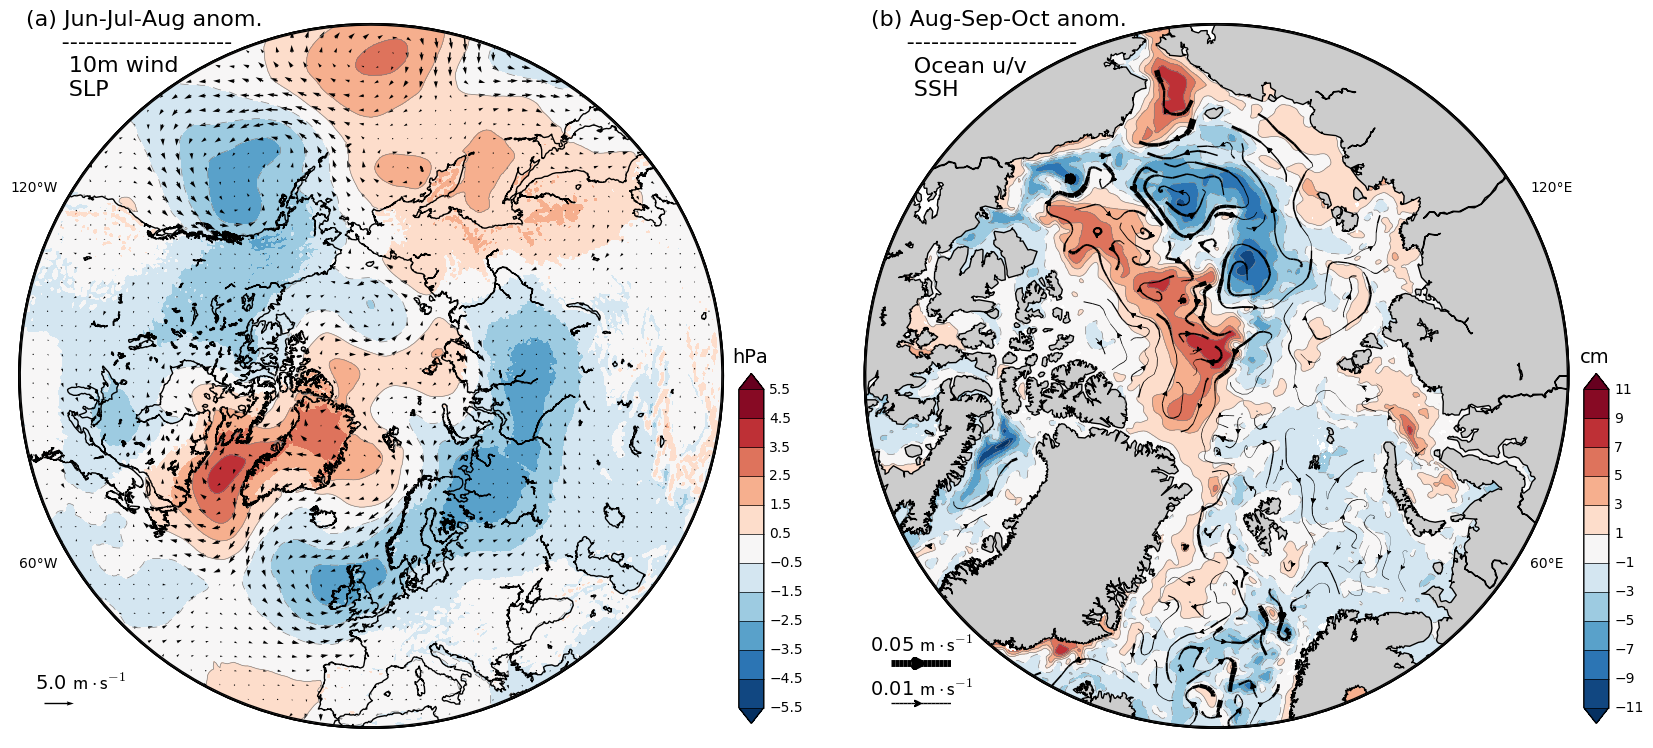 (a) Jun-Jul-Aug anom.
10m wind
SLP
120°W
60°W
5.0 m · s⁻¹
hPa
5.5
4.5
3.5
2.5
1.5
0.5
−0.5
−1.5
−2.5
−3.5
−4.5
−5.5
(b) Aug-Sep-Oct anom.
Ocean u/v
SSH
120°E
60°E
0.05 m · s⁻¹
0.01 m · s⁻¹
cm
11
9
7
5
3
1
−1
−3
−5
−7
−9
−11